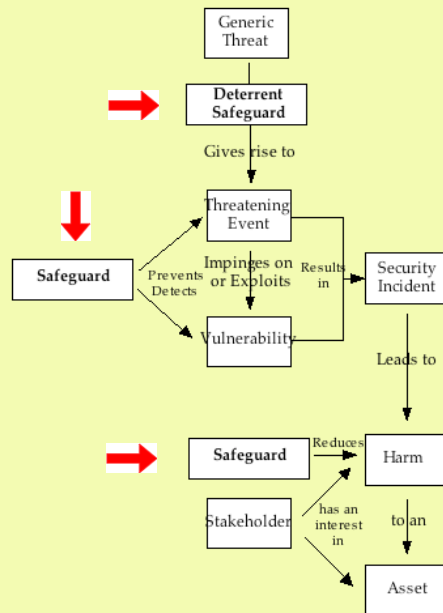 Generic
Threat
Deterrent
Safeguard
Gives rise to
Threatening
Event
Safeguard
Prevents
Detects
Impinges on
or Exploits
Results
in
Security
Incident
Vulnerability
Leads to
Safeguard
Reduces
Harm
Stakeholder
has an
interest
in
to an
Asset